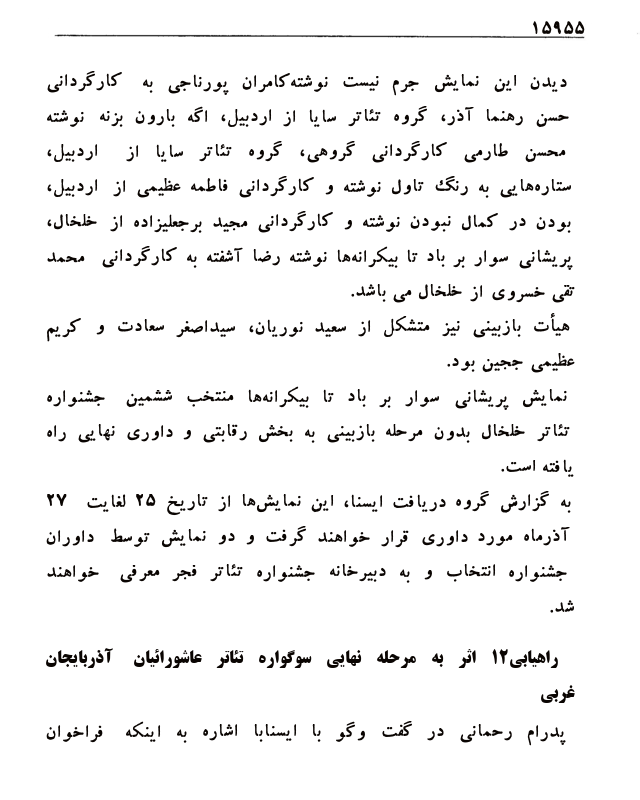 ۱۵۹۵۵
دیدن این نمایش جرم نیست نوشته‌کامران پورناجی به کارگردانی
حسن رهنما آذر، گروه تئاتر سایا از اردبیل، اگه بارون بزنه نوشته
محسن طارمی کارگردانی گروهی، گروه تئاتر سایا از اردبیل،
ستاره‌هایی به رنگ تاول نوشته و کارگردانی فاطمه عظیمی از اردبیل،
بودن در کمال نبودن نوشته و کارگردانی مجید برجعلیزاده از خلخال،
پریشانی سوار بر باد تا بیکرانه‌ها نوشته رضا آشفته به کارگردانی محمد
تقی خسروی از خلخال می باشد.
هیأت بازبینی نیز متشکل از سعید نوریان، سیداصغر سعادت و کریم
عظیمی ججین بود.
نمایش پریشانی سوار بر باد تا بیکرانه‌ها منتخب ششمین جشنواره
تئاتر خلخال بدون مرحله بازبینی به بخش رقابتی و داوری نهایی راه
یافته است.
به گزارش گروه دریافت ایسنا، این نمایش‌ها از تاریخ ۲۵ لغایت ۲۷
آذرماه مورد داوری قرار خواهند گرفت و دو نمایش توسط داوران
جشنواره انتخاب و به دبیرخانه جشنواره تئاتر فجر معرفی خواهند
شد.
راهیابی۱۲ اثر به مرحله نهایی سوگواره تئاتر عاشورائیان آذربایجان
غربی
پدرام رحمانی در گفت وگو با ایسنابا اشاره به اینکه فراخوان